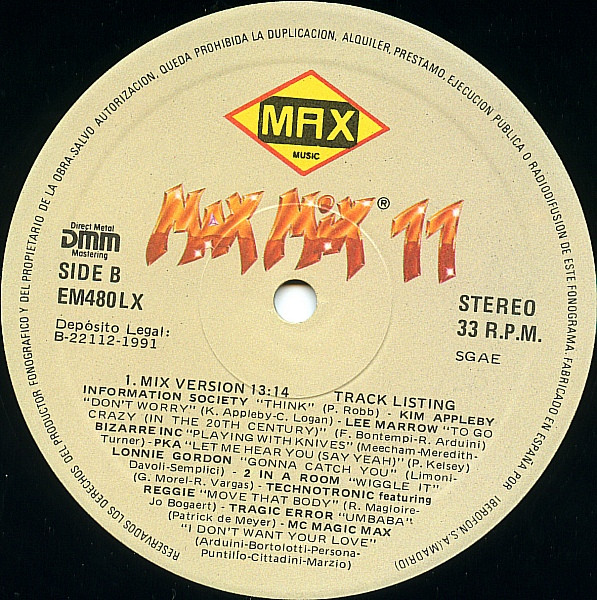 RESERVADOS LOS DERECHOS DEL PRODUCTOR FONOGRAFICO Y DEL PROPIETARIO DE LA OBRA.SALVO AUTORIZACION. QUEDA PROHIBIDA LA DUPLICACION, ALQUILER, PRESTAMO, EJECUCION PUBLICA O RADIODIFUSION DE ESTE FONOGRAMA. FABRICADO EN ESPAÑA POR IBEROFON,S.A.(MADRID)
MAX
MUSIC
MAX MIX® 11
Direct Metal
DMM
Mastering
SIDE B
EM480LX
STEREO
33 R.P.M.
Depósito Legal:
B-22112-1991
SGAE
1. MIX VERSION 13:14 TRACK LISTING
INFORMATION SOCIETY "THINK" (P. Robb) - KIM APPLEBY
"DON'T WORRY" (K. Appleby-C. Logan) - LEE MARROW "TO GO
CRAZY (IN THE 20TH CENTURY)" (F. Bontempi-R. Arduini)
BIZARRE INC "PLAYING WITH KNIVES" (Meecham-Meredith-
Turner) - PKA "LET ME HEAR YOU (SAY YEAH)" (P. Kelsey)
LONNIE GORDON "GONNA CATCH YOU" (Limoni-
Davoli-Semplici) - 2 IN A ROOM "WIGGLE IT"
(G. Morel-R. Vargas) - TECHNOTRONIC featuring
REGGIE "MOVE THAT BODY" (R. Magloire-
Jo Bogaert) - TRAGIC ERROR "UMBABA"
(Patrick de Meyer) - MC MAGIC MAX
"I DON'T WANT YOUR LOVE"
(Arduini-Bortolotti-Persona-
Puntillo-Cittadini-Marzio)